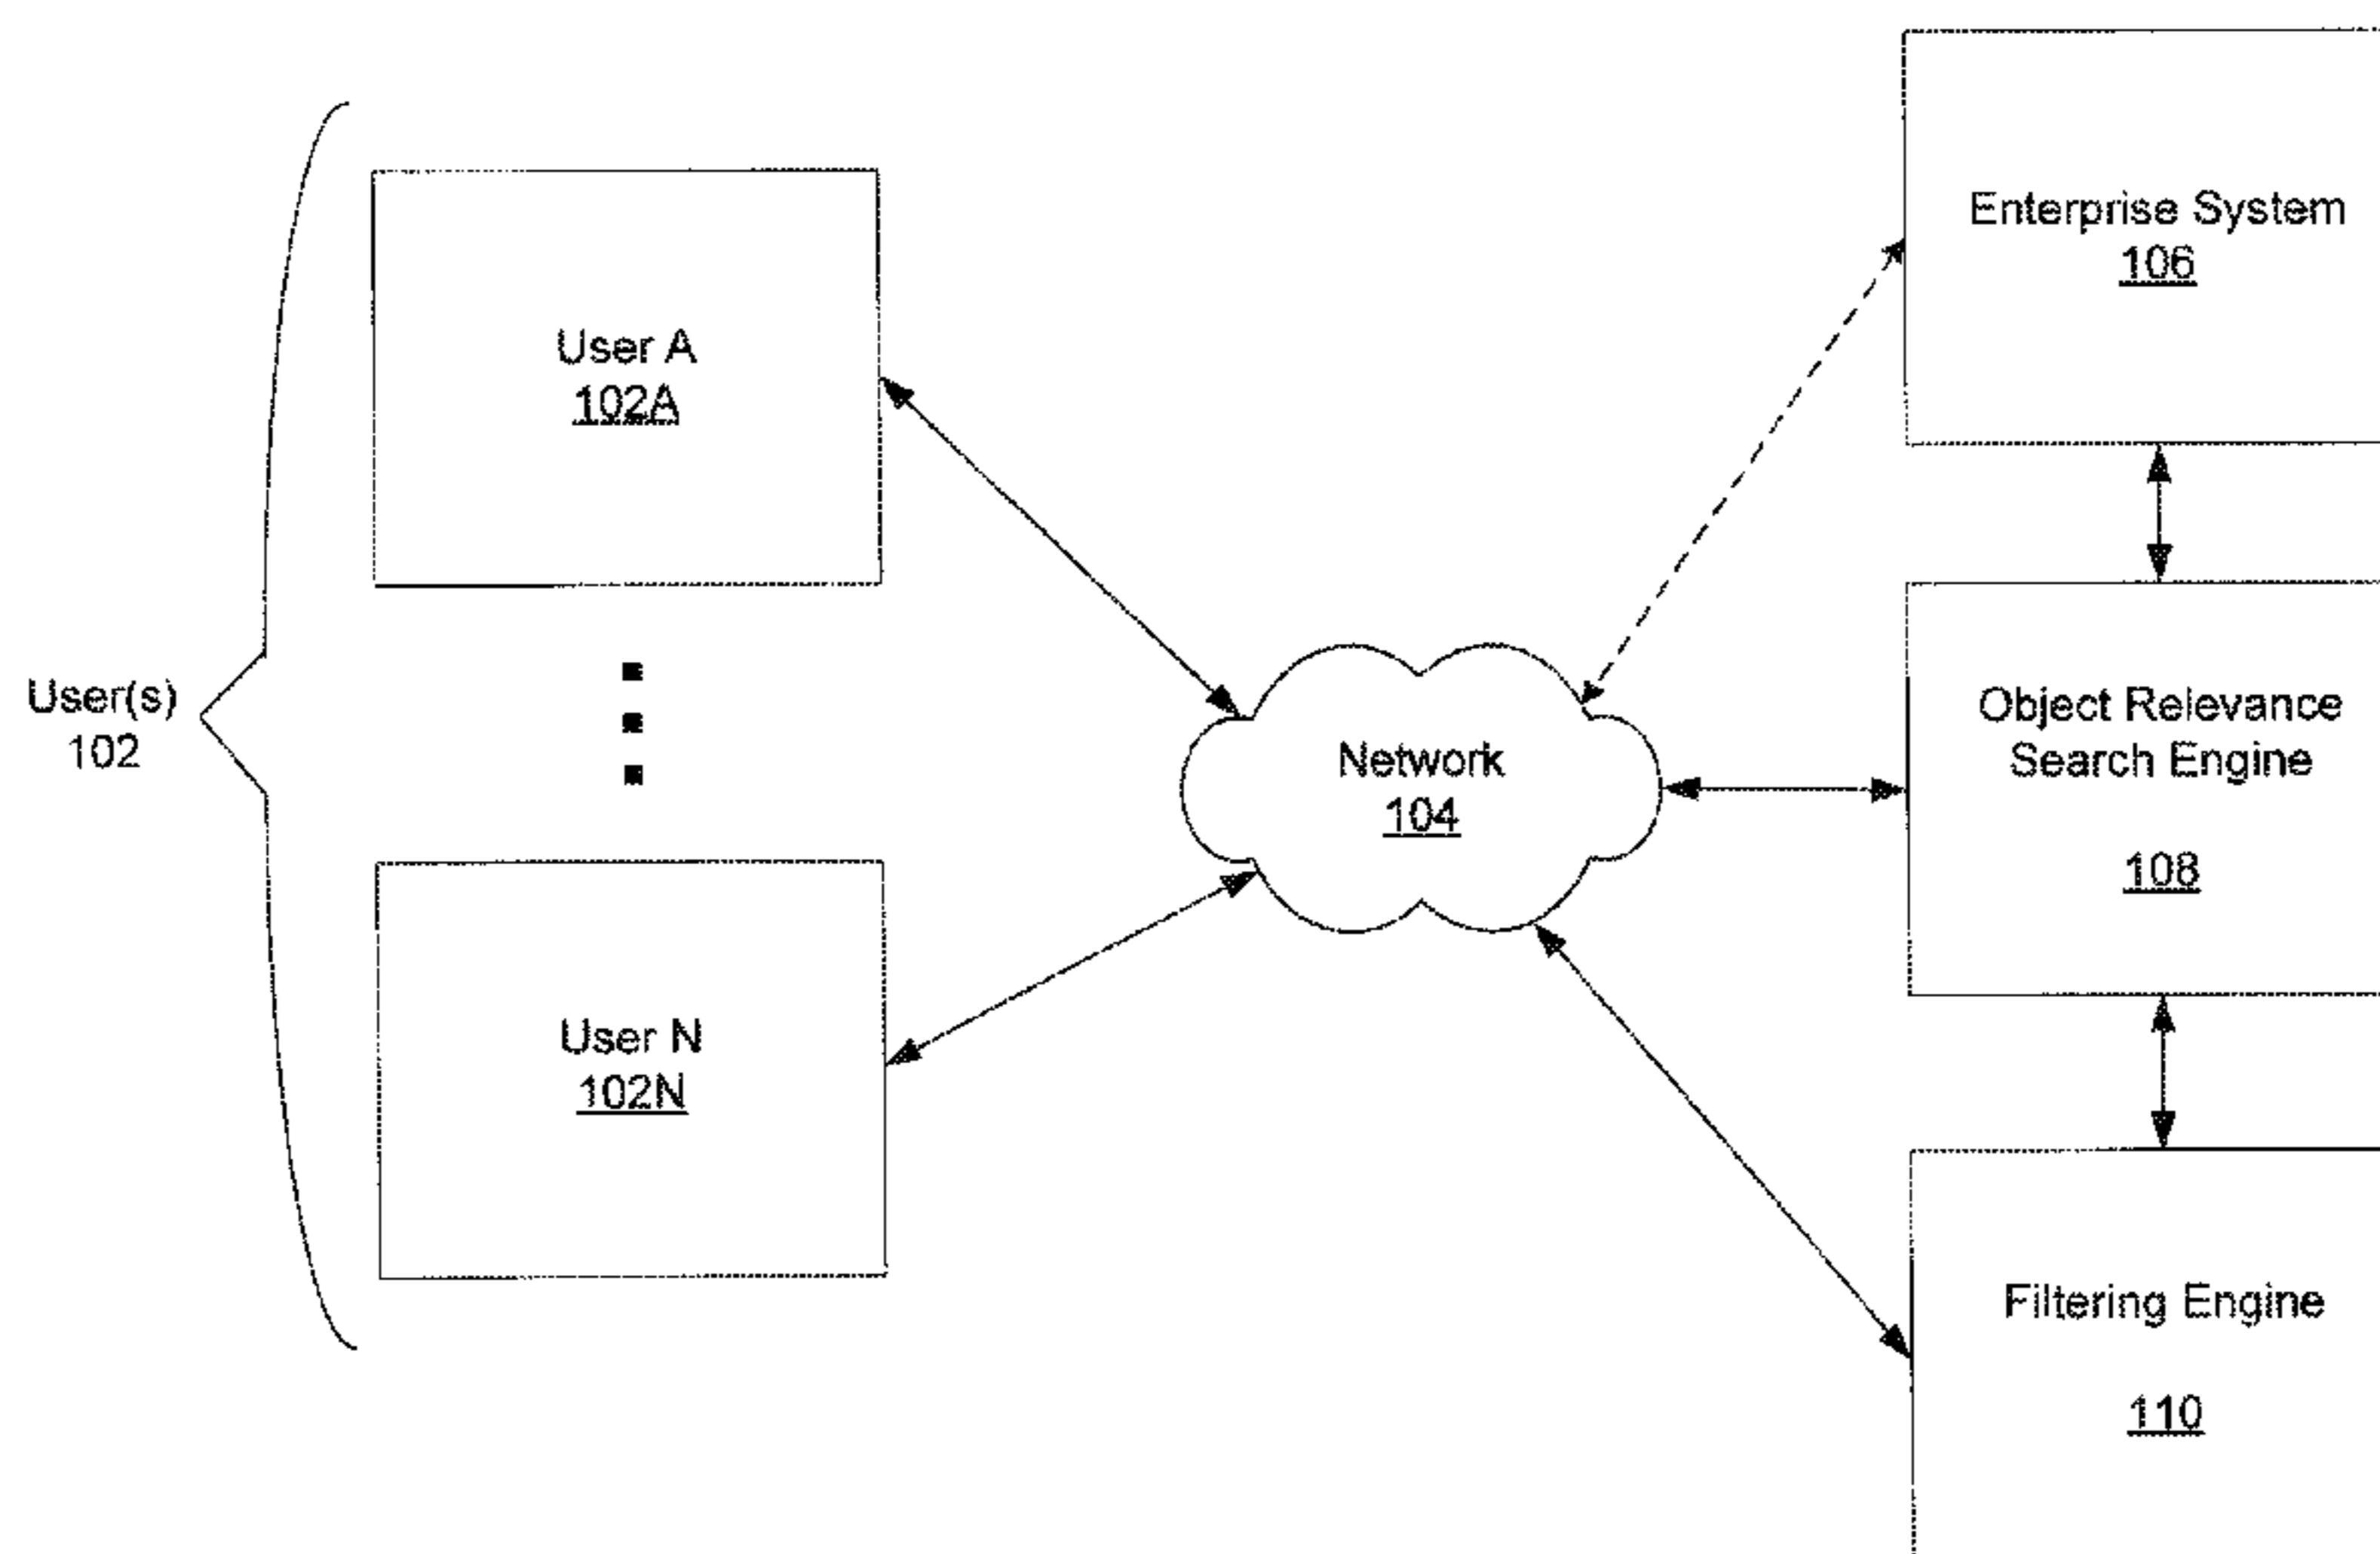 User(s)
102
User A
102A
User N
102N
Network
104
Enterprise System
106
Object Relevance
Search Engine
108
Filtering Engine
110